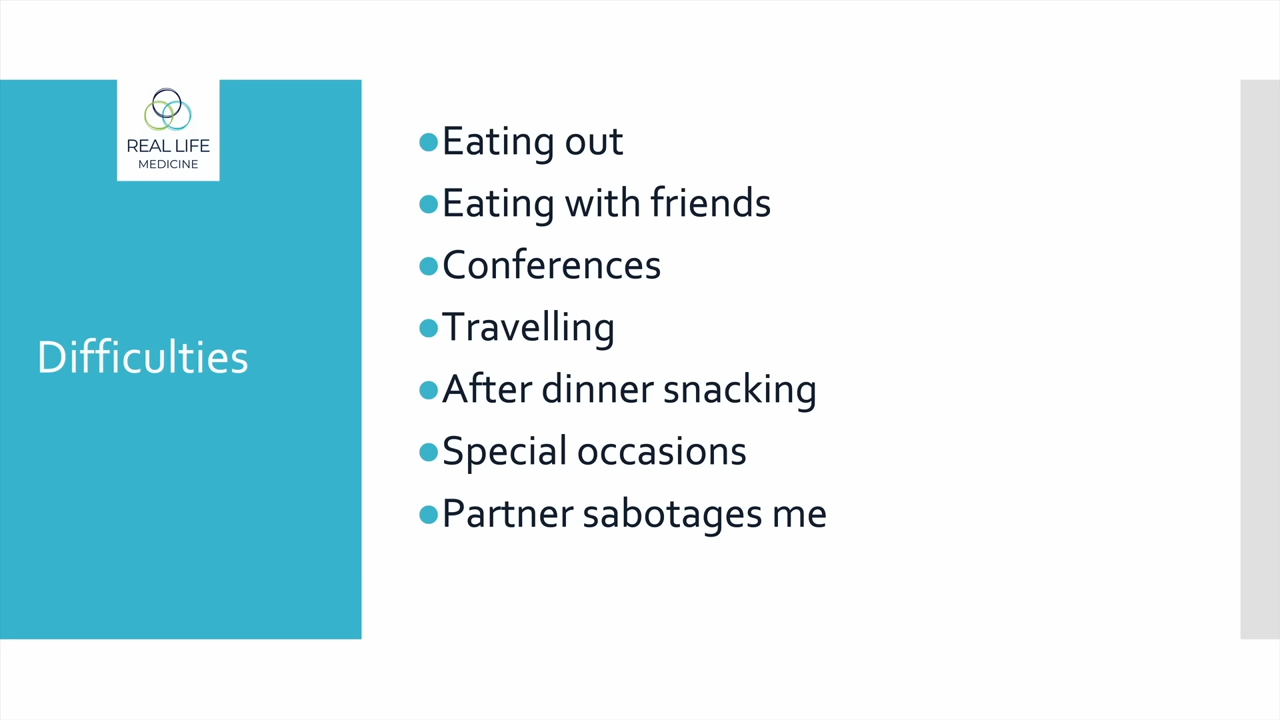 REAL LIFE
MEDICINE
Difficulties
Eating out
Eating with friends
Conferences
Travelling
After dinner snacking
Special occasions
Partner sabotages me